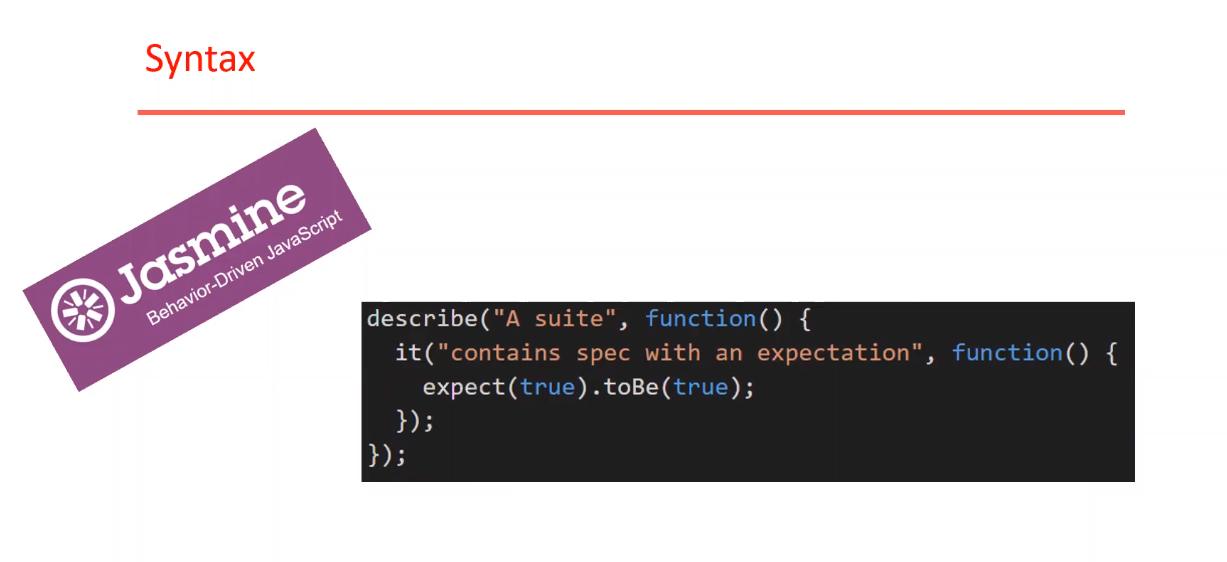 Syntax
Jasmine
Behavior-Driven JavaScript
describe("A suite", function() {
  it("contains spec with an expectation", function() {
    expect(true).toBe(true);
  });
});